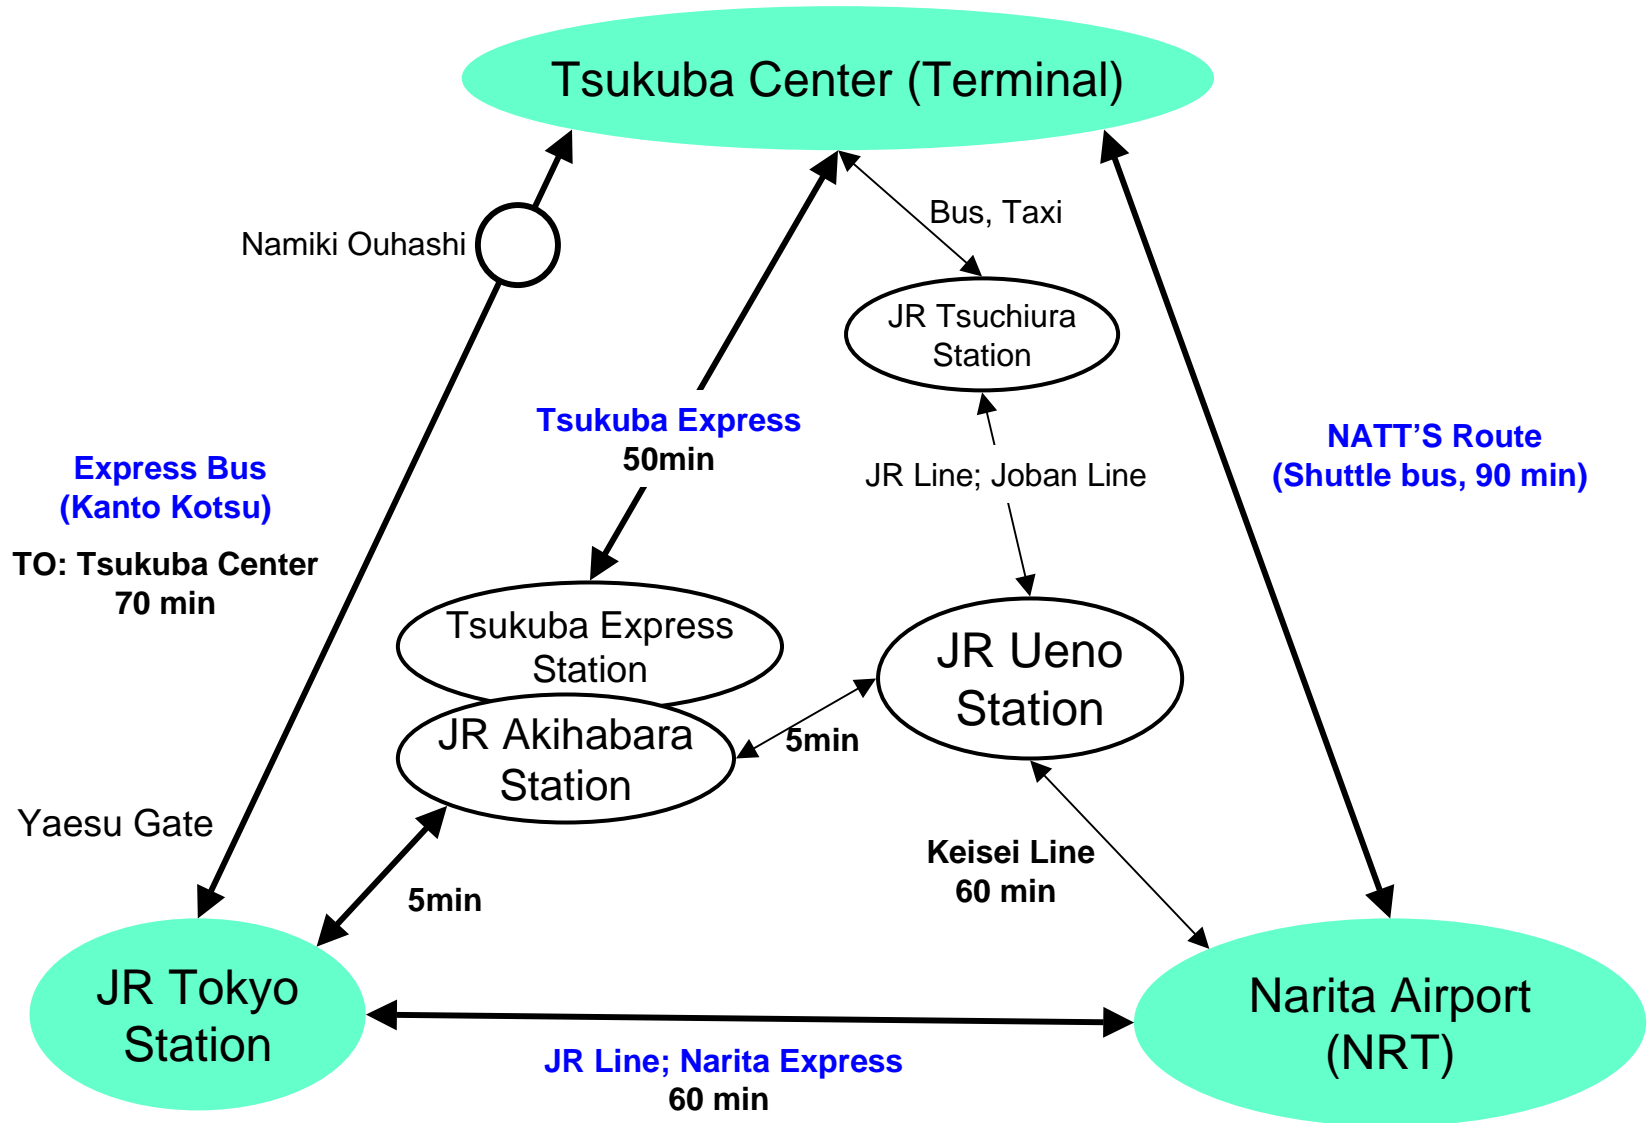 Tsukuba Center (Terminal)
Bus, Taxi
Namiki Ouhashi
JR Tsuchiura
Station
Tsukuba Express
50min
NATT'S Route
(Shuttle bus, 90 min)
Express Bus
(Kanto Kotsu)
JR Line; Joban Line
TO: Tsukuba Center
70 min
Tsukuba Express
Station
JR Ueno
Station
JR Akihabara
Station
5min
Yaesu Gate
Keisei Line
60 min
5min
JR Tokyo
Station
Narita Airport
(NRT)
JR Line; Narita Express
60 min